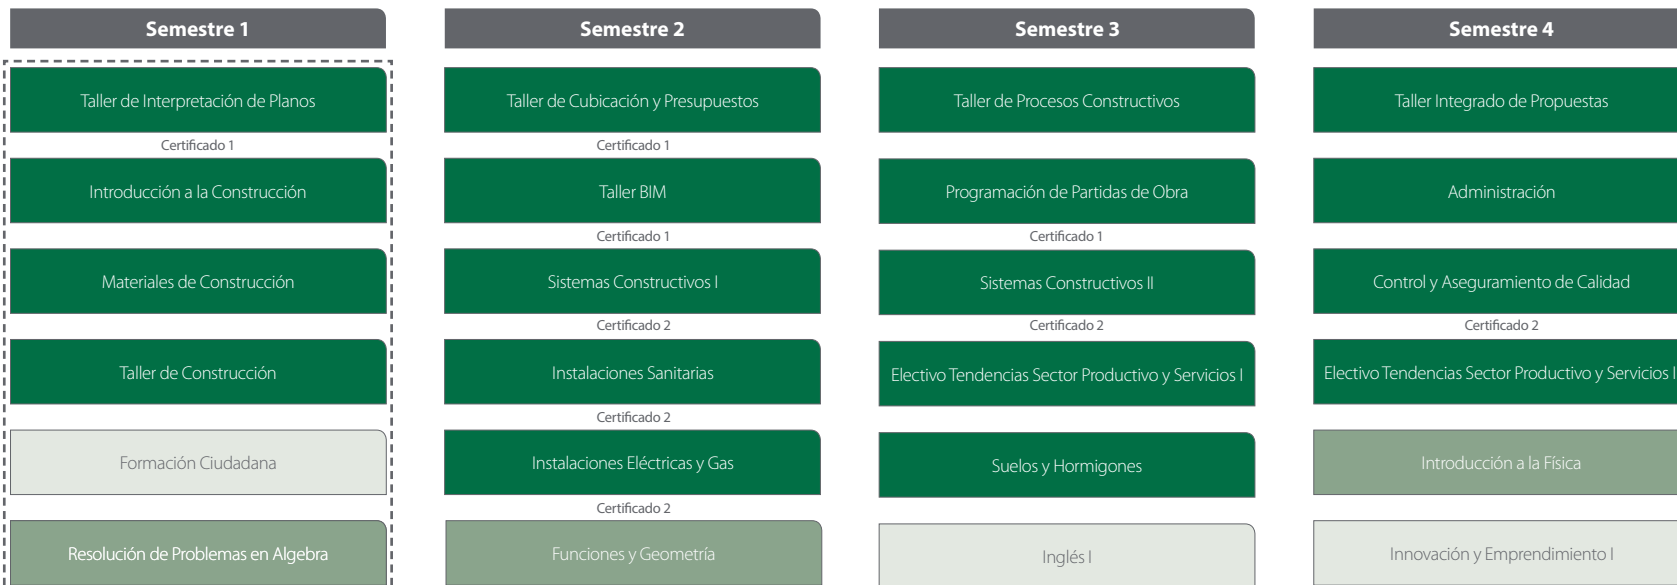 Semestre 1
Taller de Interpretación de Planos
Certificado 1
Introducción a la Construcción
Materiales de Construcción
Taller de Construcción
Formación Ciudadana
Resolución de Problemas en Algebra
Semestre 2
Taller de Cubicación y Presupuestos
Certificado 1
Taller BIM
Certificado 1
Sistemas Constructivos I
Certificado 2
Instalaciones Sanitarias
Certificado 2
Instalaciones Eléctricas y Gas
Certificado 2
Funciones y Geometría
Semestre 3
Taller de Procesos Constructivos
Programación de Partidas de Obra
Certificado 1
Sistemas Constructivos II
Certificado 2
Electivo Tendencias Sector Productivo y Servicios I
Suelos y Hormigones
Inglés I
Semestre 4
Taller Integrado de Propuestas
Administración
Control y Aseguramiento de Calidad
Certificado 2
Electivo Tendencias Sector Productivo y Servicios I
Introducción a la Física
Innovación y Emprendimiento I